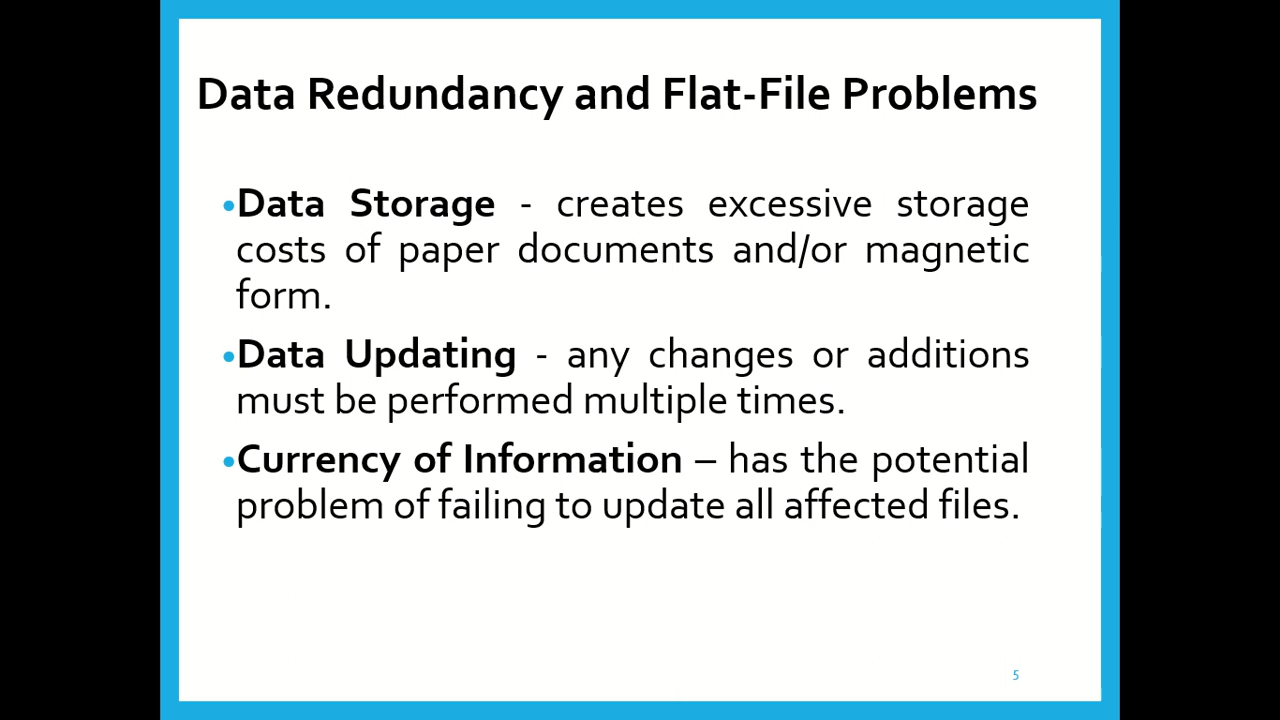 Data Redundancy and Flat-File Problems
•Data Storage - creates excessive storage
costs of paper documents and/or magnetic
form.
•Data Updating - any changes or additions
must be performed multiple times.
•Currency of Information – has the potential
problem of failing to update all affected files.
5